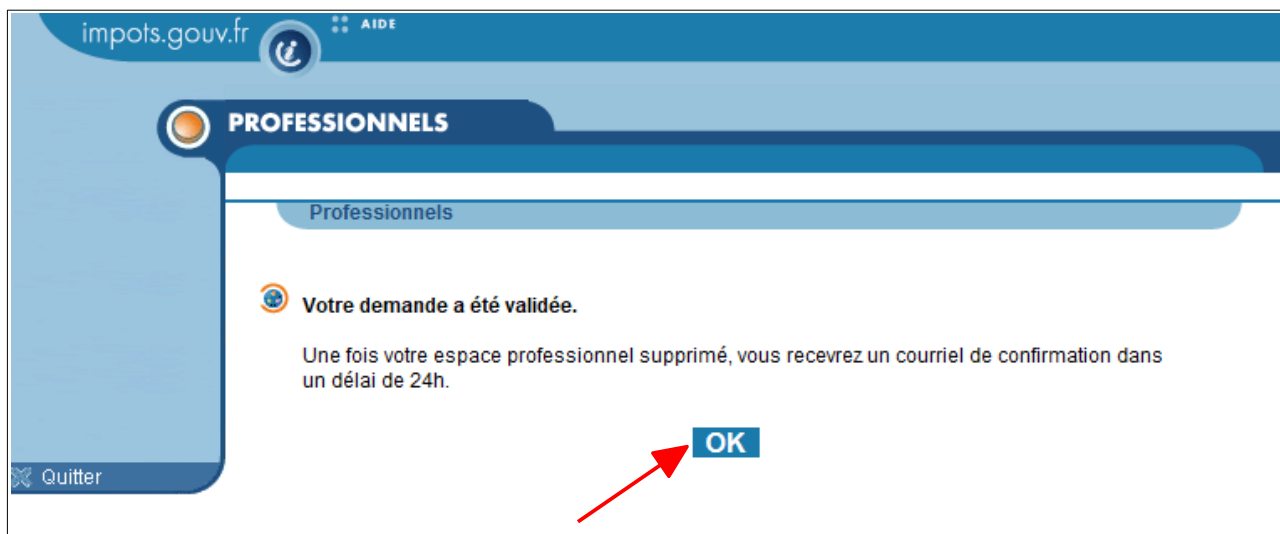 impots.gouv.fr
AIDE
PROFESSIONNELS
Professionnels
Votre demande a été validée.
Une fois votre espace professionnel supprimé, vous recevrez un courriel de confirmation dans
un délai de 24h.
OK
Quitter